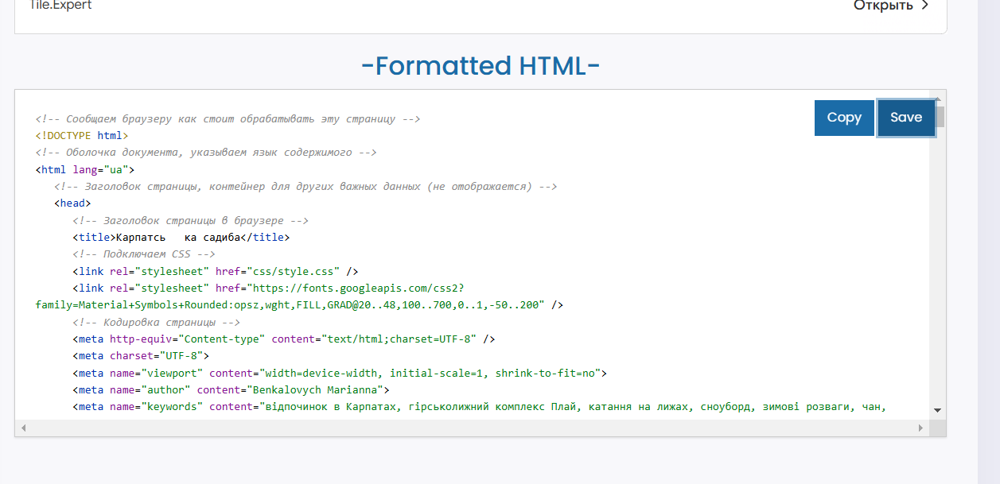 Tile.Expert
Открыть
-Formatted HTML-
Copy
Save
<!-- Сообщаем браузеру как стоит обрабатывать эту страницу -->
<!DOCTYPE html>
<!-- Оболочка документа, указываем язык содержимого -->
<html lang="ua">
<!-- Заголовок страницы, контейнер для других важных данных (не отображается) -->
<head>
<!-- Заголовок страницы в браузере -->
<title>Карпатсь   ка садиба</title>
<!-- Подключаем CSS -->
<link rel="stylesheet" href="css/style.css" />
<link rel="stylesheet" href="https://fonts.googleapis.com/css2?
family=Material+Symbols+Rounded:opsz,wght,FILL,GRAD@20..48,100..700,0..1,-50..200" />
<!-- Кодировка страницы -->
<meta http-equiv="Content-type" content="text/html;charset=UTF-8" />
<meta charset="UTF-8">
<meta name="viewport" content="width=device-width, initial-scale=1, shrink-to-fit=no">
<meta name="author" content="Benkalovych Marianna">
<meta name="keywords" content="відпочинок в Карпатах, гірськолижний комплекс Плай, катання на лижах, сноуборд, зимові розваги, чан,